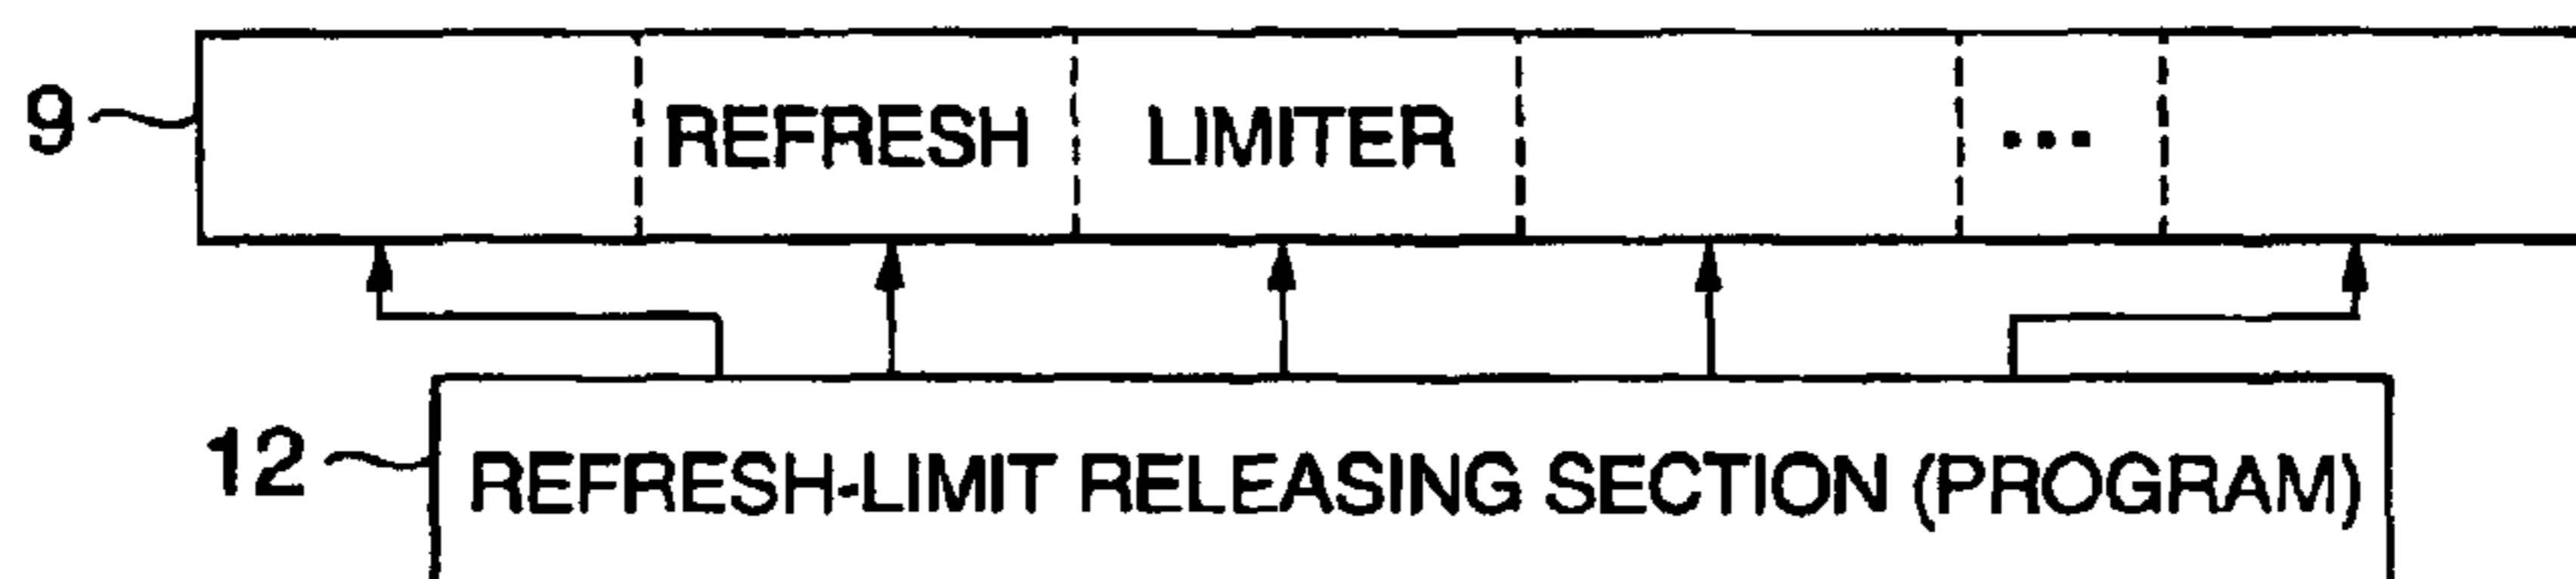 9 REFRESH LIMITER ...
12 REFRESH-LIMIT RELEASING SECTION (PROGRAM)